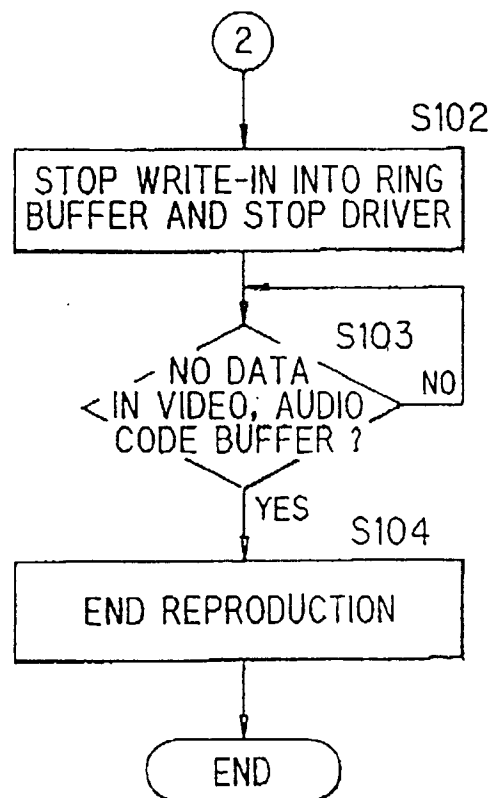 2
S102
STOP WRITE-IN INTO RING
BUFFER AND STOP DRIVER
S103
NO DATA
IN VIDEO, AUDIO
CODE BUFFER ?
NO
YES
S104
END REPRODUCTION
END